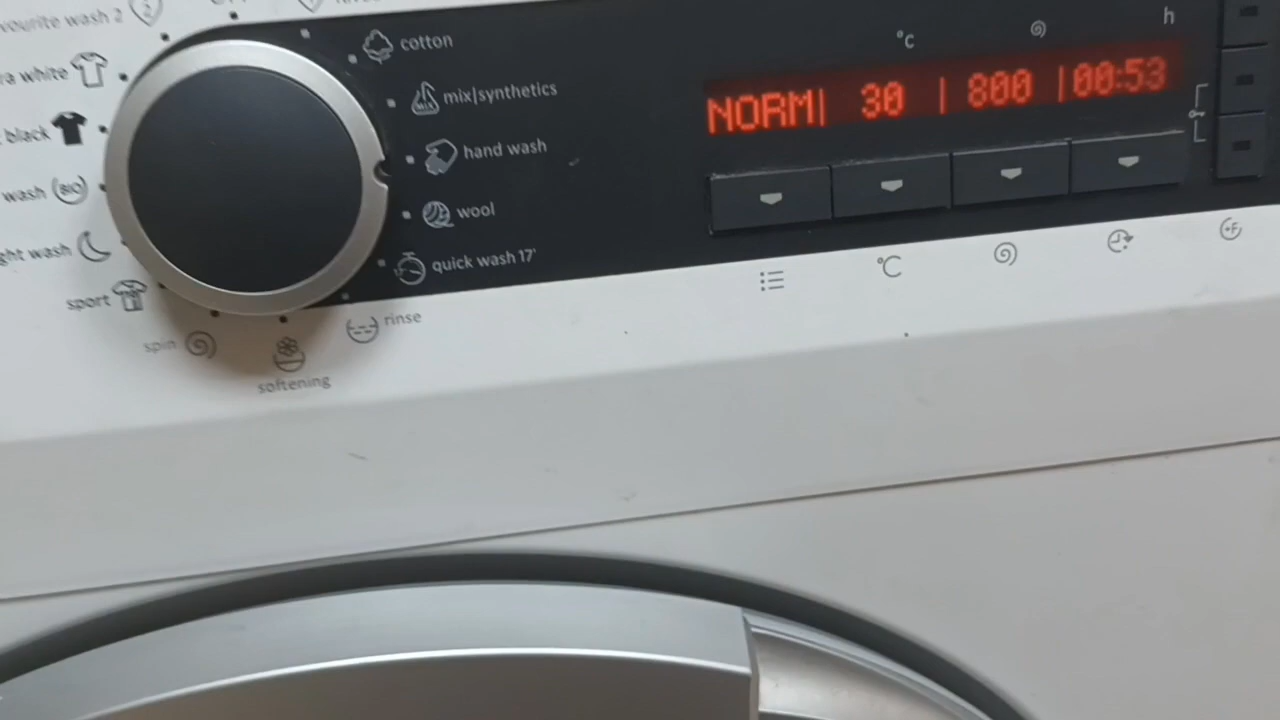 vourite wash 2
cotton
°C
h
ra white
mix|synthetics
NORM| 30 | 800 |00:53
black
hand wash
wash BIO
wool
ght wash
quick wash 17'
°C
sport
rinse
spin
softening